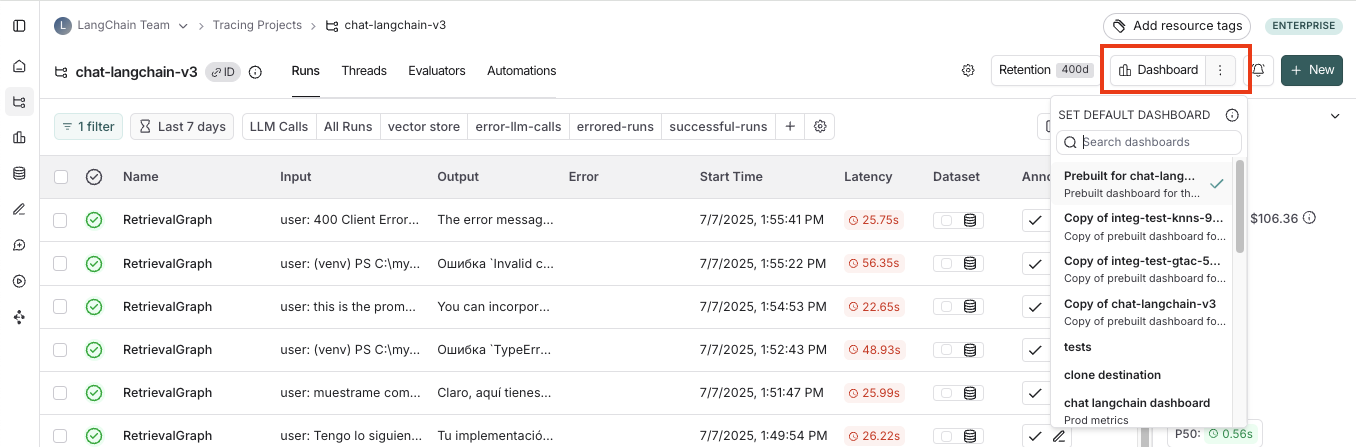 L LangChain Team Tracing Projects chat-langchain-v3 Add resource tags ENTERPRISE
chat-langchain-v3 ID Runs Threads Evaluators Automations Retention 400d Dashboard New
SET DEFAULT DASHBOARD
1 filter Last 7 days LLM Calls All Runs vector store error-llm-calls errored-runs successful-runs
Search dashboards
Name Input Output Error Start Time Latency Dataset Anno
Prebuilt for chat-lang...
Prebuilt dashboard for th...
RetrievalGraph user: 400 Client Error... The error messag... 7/7/2025, 1:55:41 PM 25.75s
Copy of integ-test-knns-9... $106.36
Copy of prebuilt dashboard fo...
RetrievalGraph user: (venv) PS C:\my... Ошибка `Invalid c... 7/7/2025, 1:55:22 PM 56.35s
Copy of integ-test-gtac-5...
Copy of prebuilt dashboard fo...
RetrievalGraph user: this is the prom... You can incorpor... 7/7/2025, 1:54:53 PM 22.65s
Copy of chat-langchain-v3
Copy of prebuilt dashboard fo...
RetrievalGraph user: (venv) PS C:\my... Ошибка `TypeErr... 7/7/2025, 1:52:43 PM 48.93s
tests
clone destination
RetrievalGraph user: muestrame com... Claro, aquí tienes... 7/7/2025, 1:51:47 PM 25.99s
chat langchain dashboard
Prod metrics
RetrievalGraph user: Tengo lo siguien... Tu implementació... 7/7/2025, 1:49:54 PM 26.22s
P50: 0.56s